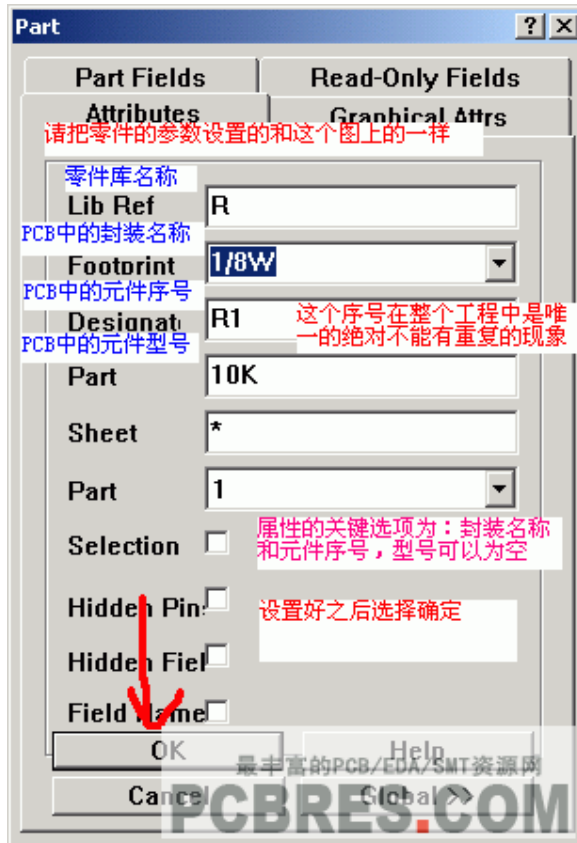 Part
Part Fields
Read-Only Fields
Attributes
Graphical Attrs
请把零件的参数设置的和这个图上的一样
零件库名称
Lib Ref
R
PCB中的封装名称
Footprint
1/8W
PCB中的元件序号
Designat
R1
这个序号在整个工程中是唯
一的绝对不能有重复的现象
PCB中的元件型号
Part
10K
Sheet
*
Part
1
属性的关键选项为：封装名称
和元件序号，型号可以为空
Selection
Hidden Pin
设置好之后选择确定
Hidden Fiel
Field Name
OK
Help
最丰富的PCB/EDA/SMT资源网
Cancel
Global >>
PCBRES.COM